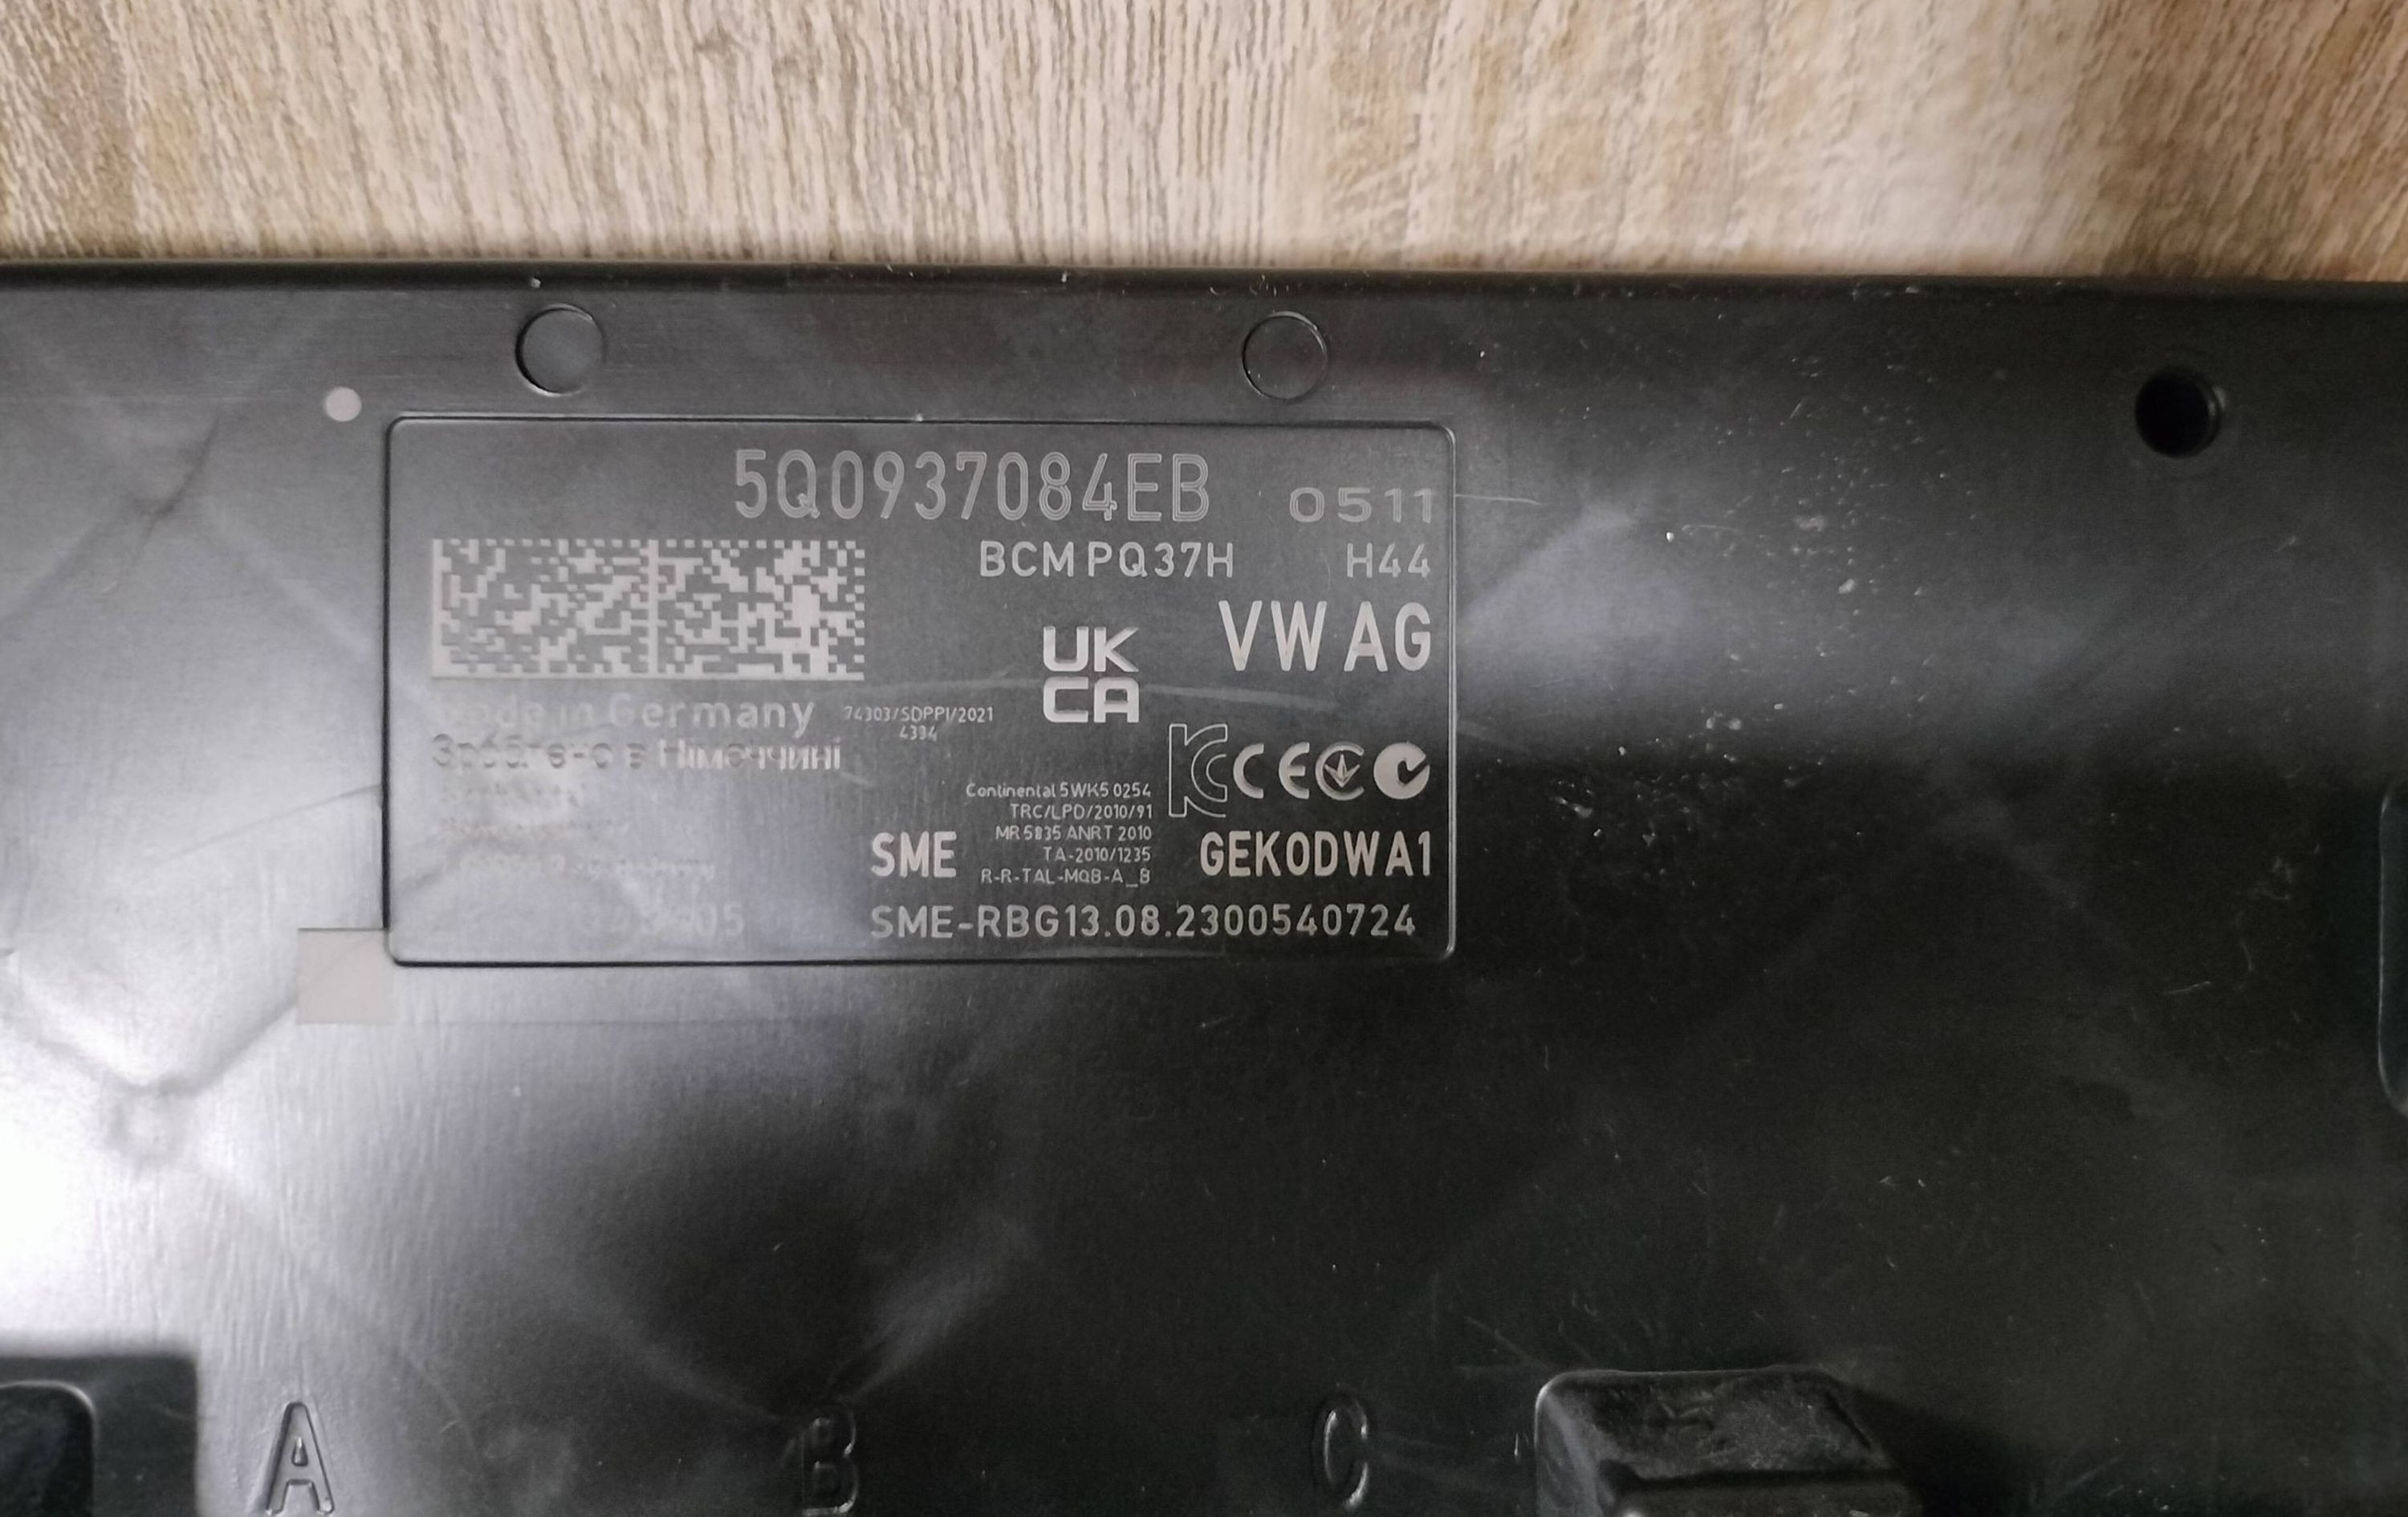 5Q0937084EB 0511
BCM PQ37H H44
VW AG
UK
CA
Made in Germany 74303/SDPPI/2021
4334
Зроблено в Німеччині
CE
Continental 5WK5 0254
TRC/LPD/2010/91
MR 5835 ANRT 2010
SME TA-2010/1235 GEK0DWA1
R-R-TAL-MQB-A_B
SME-RBG13.08.2300540724
A B C